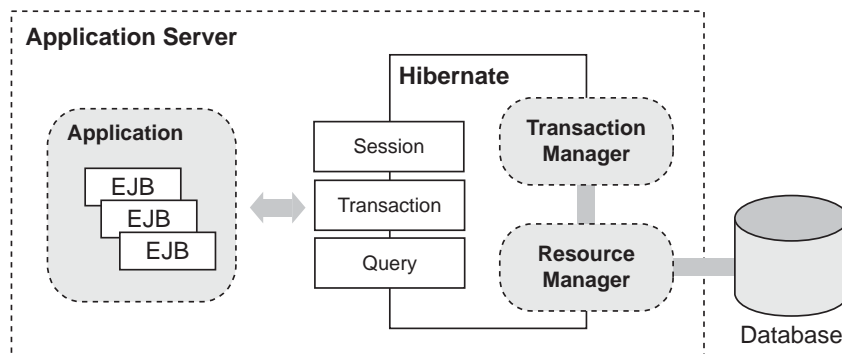 Application Server
Hibernate
Application
EJB
EJB
EJB
Session
Transaction
Query
Transaction
Manager
Resource
Manager
Database